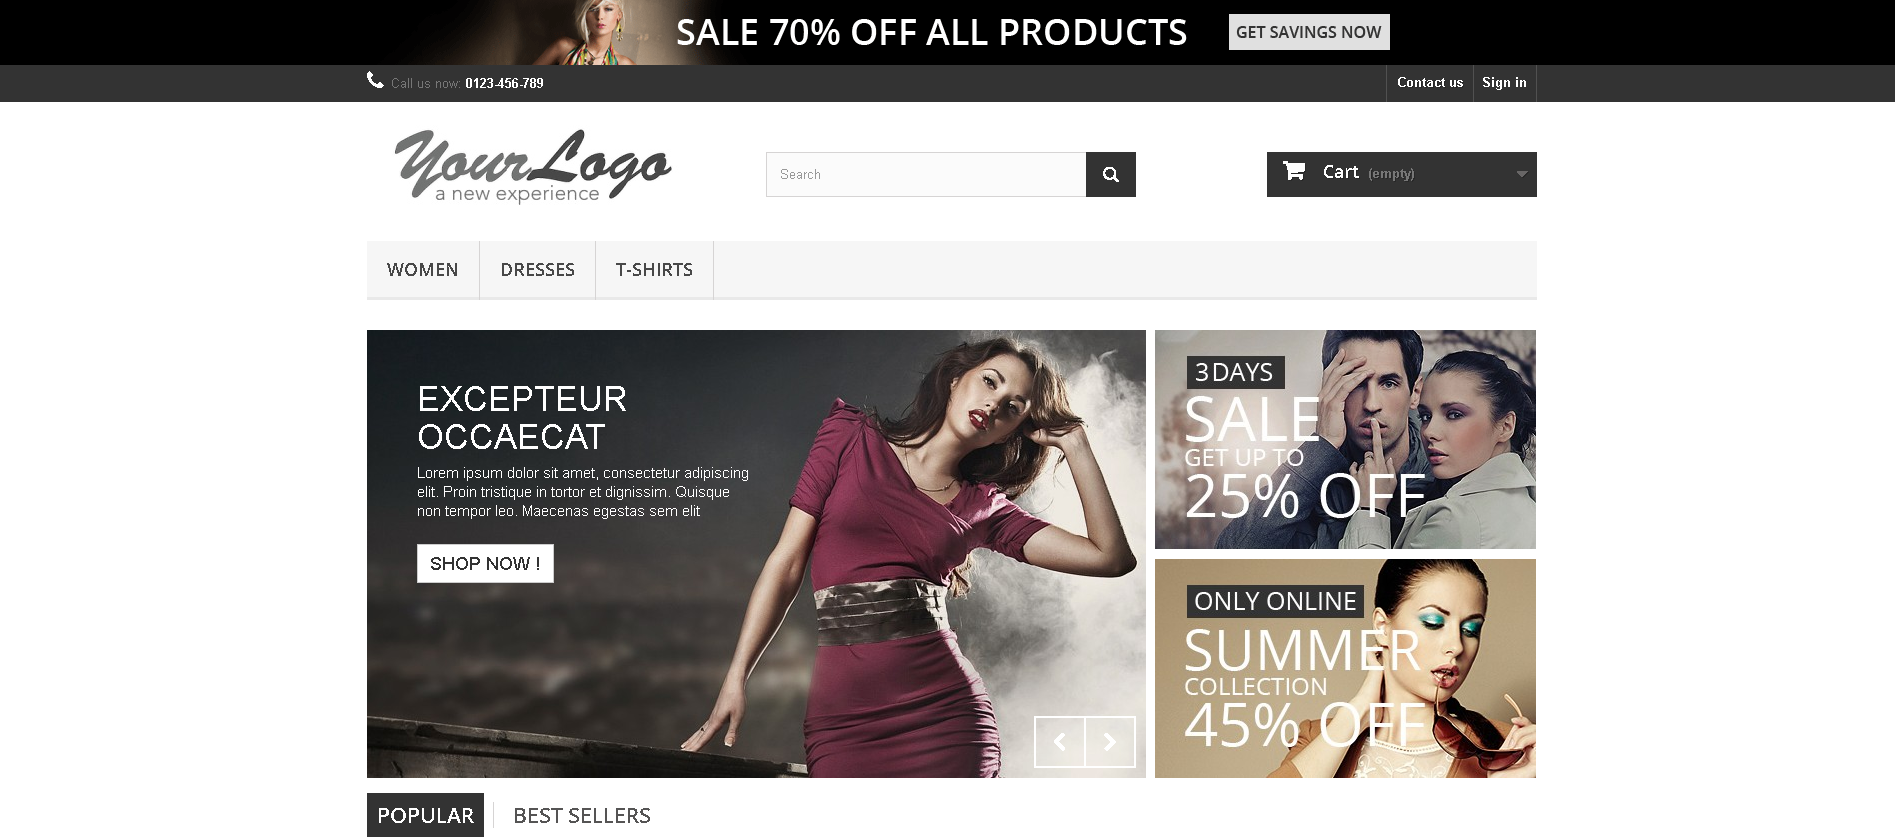 SALE 70% OFF ALL PRODUCTS
GET SAVINGS NOW
Call us now: 0123-456-789
Contact us
Sign in
YourLogo
a new experience
Search
Cart (empty)
WOMEN
DRESSES
T-SHIRTS
EXCEPTEUR
OCCAECAT
Lorem ipsum dolor sit amet, consectetur adipiscing
elit. Proin tristique in tortor et dignissim. Quisque
non tempor leo. Maecenas egestas sem elit
SHOP NOW !
3DAYS
SALE
GET UP TO
25% OFF
ONLY ONLINE
SUMMER
COLLECTION
45% OFF
POPULAR
BEST SELLERS